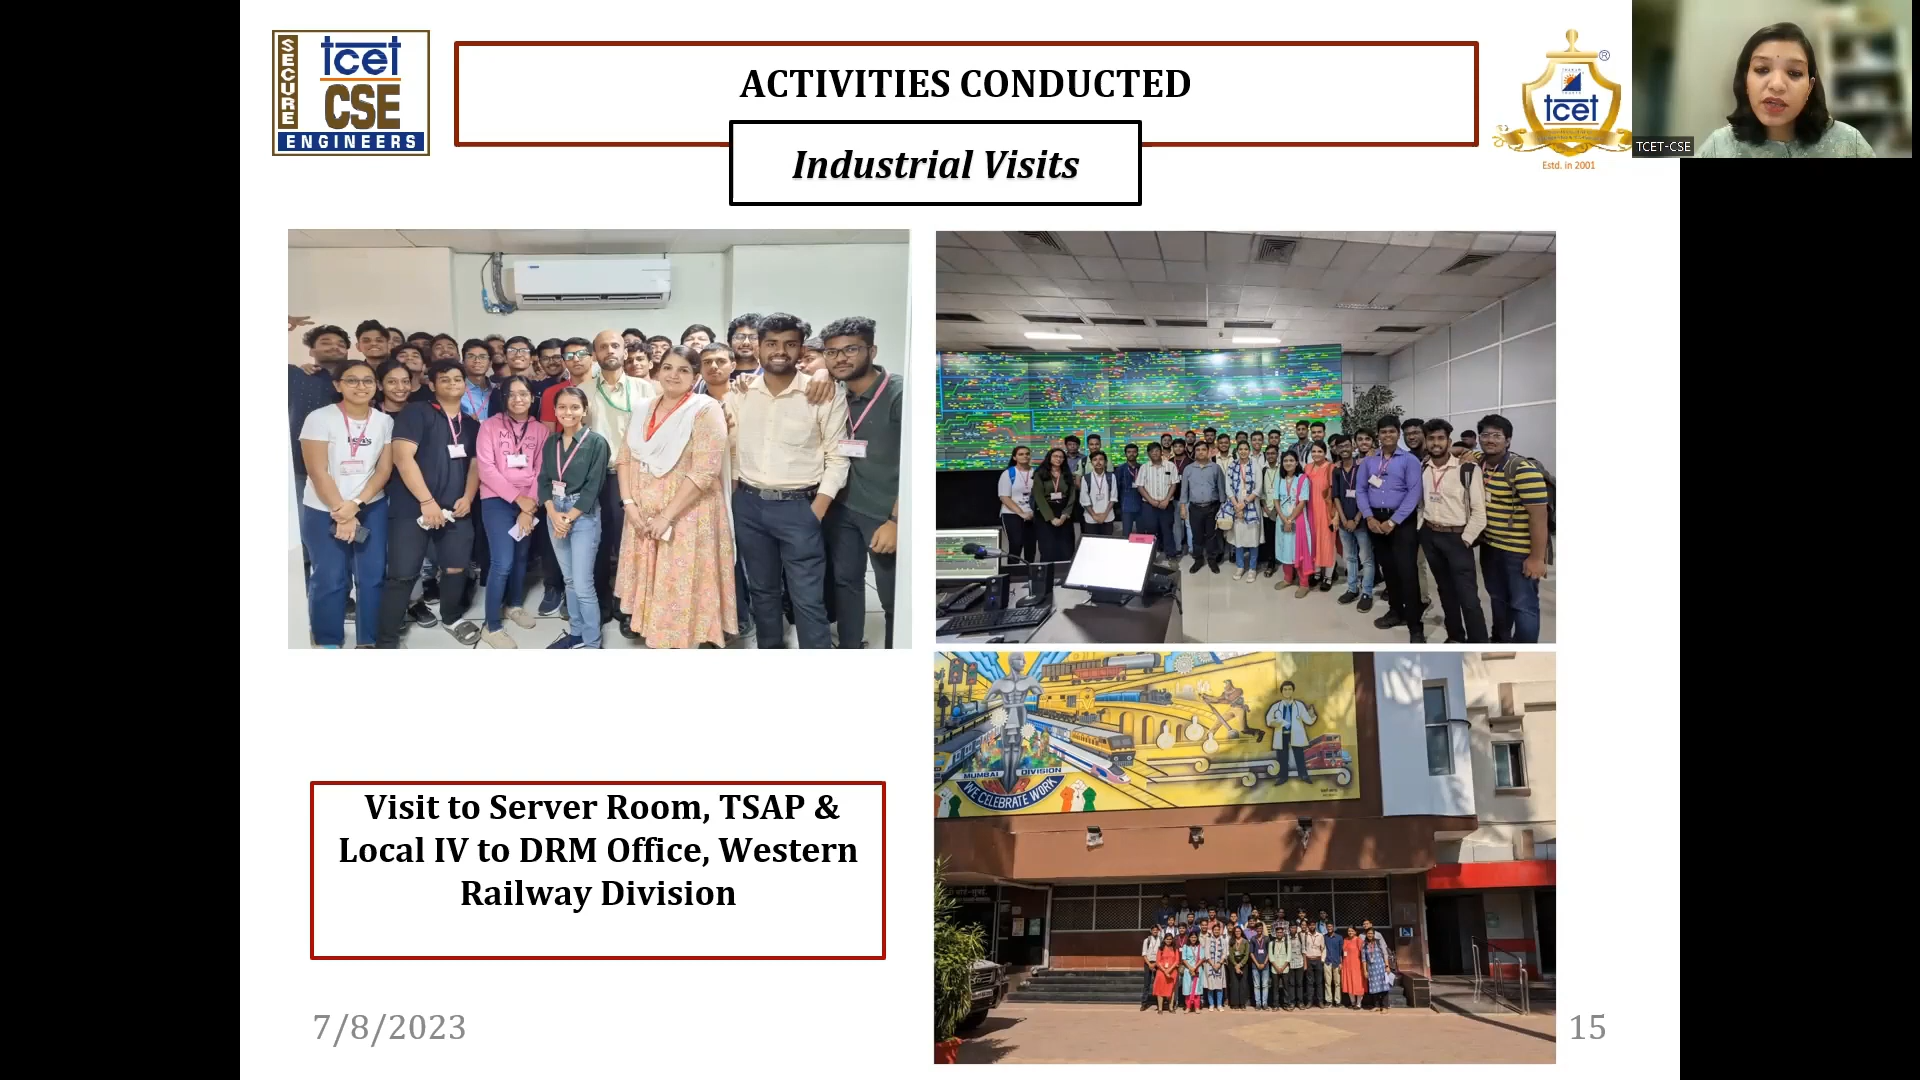 SECURE
tcet
CSE
ENGINEERS
ACTIVITIES CONDUCTED
Industrial Visits
®
tcet
Estd. in 2001
TCET-CSE
MUMBAI DIVISION
WE CELEBRATE WORK
Visit to Server Room, TSAP &
Local IV to DRM Office, Western
Railway Division
7/8/2023
15